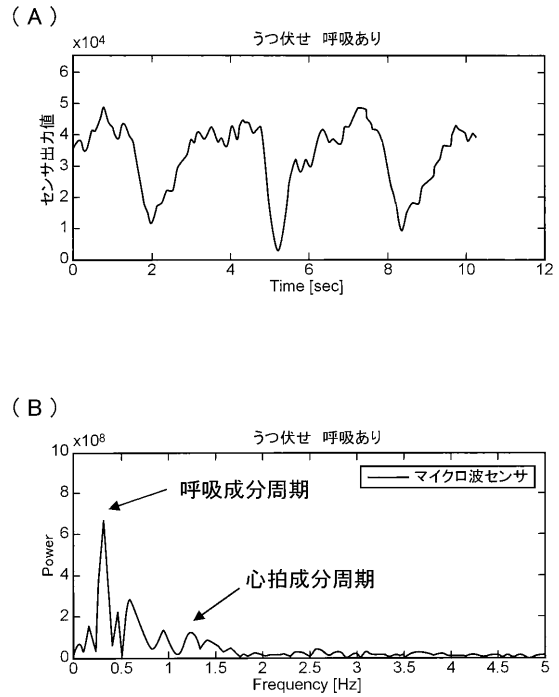 (A)
うつ伏せ 呼吸あり
x10⁴
6
5
4
3
2
1
0
センサ出力値
0 2 4 6 8 10 12
Time [sec]
(B)
うつ伏せ 呼吸あり
x10⁸
10
8
6
4
2
0
Power
マイクロ波センサ
呼吸成分周期
心拍成分周期
0 0.5 1 1.5 2 2.5 3 3.5 4 4.5 5
Frequency [Hz]